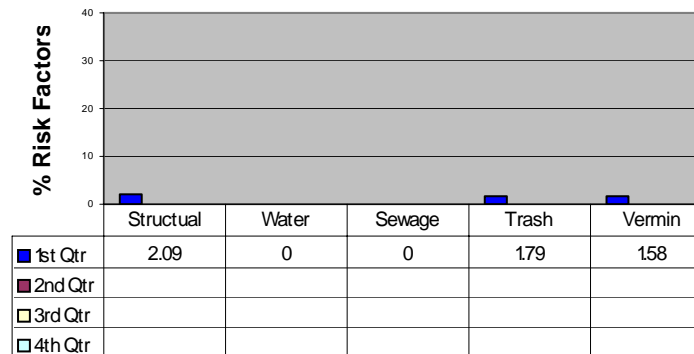 40
30
20
10
0
% Risk Factors
Structual Water Sewage Trash Vermin
1st Qtr 2.09 0 0 1.79 1.58
2nd Qtr
3rd Qtr
4th Qtr